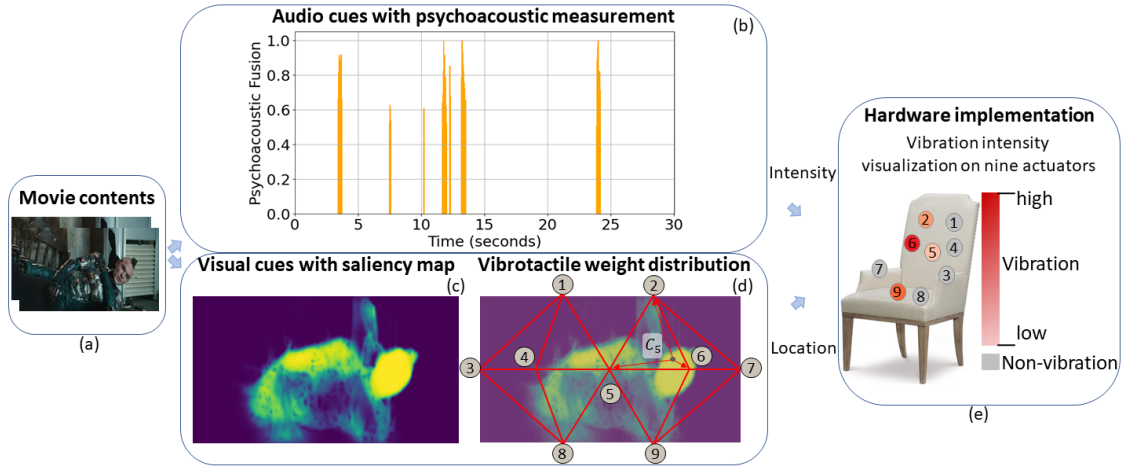 Movie contents
(a)
Audio cues with psychoacoustic measurement
(b)
Psychoacoustic Fusion
1.0
0.8
0.6
0.4
0.2
0.0
0 5 10 15 20 25 30
Time (seconds)
Visual cues with saliency map
(c)
Vibrotactile weight distribution
(d)
1 2
C5
3 4 6 7
5
8 9
Intensity
Location
Hardware implementation
Vibration intensity
visualization on nine actuators
2 1
6 5 4
7 3
9 8
high
Vibration
low
Non-vibration
(e)